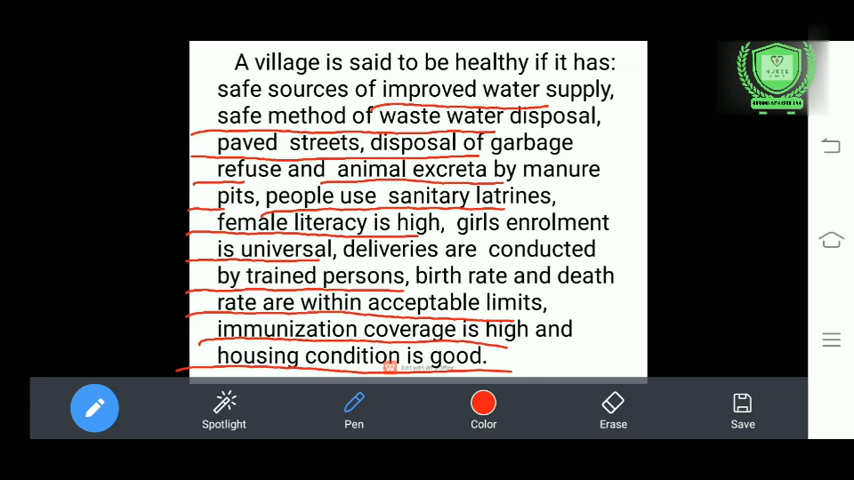 A village is said to be healthy if it has:
safe sources of improved water supply,
safe method of waste water disposal,
paved streets, disposal of garbage
refuse and animal excreta by manure
pits, people use sanitary latrines,
female literacy is high, girls enrolment
is universal, deliveries are conducted
by trained persons, birth rate and death
rate are within acceptable limits,
immunization coverage is high and
housing condition is good.
Spotlight
Pen
Color
Erase
Save